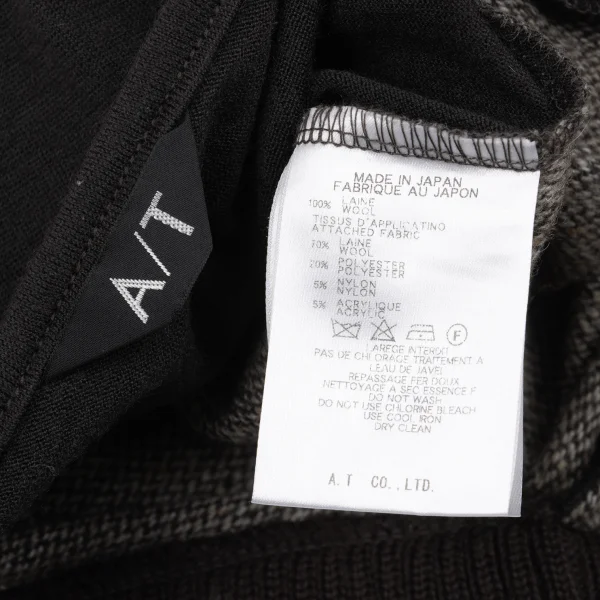 A/T
MADE IN JAPAN
FABRIQUE AU JAPON
100% LAINE
WOOL
TISSUS D'APPLICATINO
ATTACHED FABRIC
70% LAINE
WOOL
20% POLYESTER
POLYESTER
5% NYLON
NYLON
5% ACRYLIQUE
ACRYLIC
F
LAREGE INTERDIT
PAS DE CHLORAGE TRAITEMENT A
L'EAU DE JAVEL
REPASSAGE FER DOUX
NETTOYAGE A SEC ESSENCE F
DO NOT WASH
DO NOT USE CHLORINE BLEACH
USE COOL IRON
DRY CLEAN
A.T CO.,LTD.